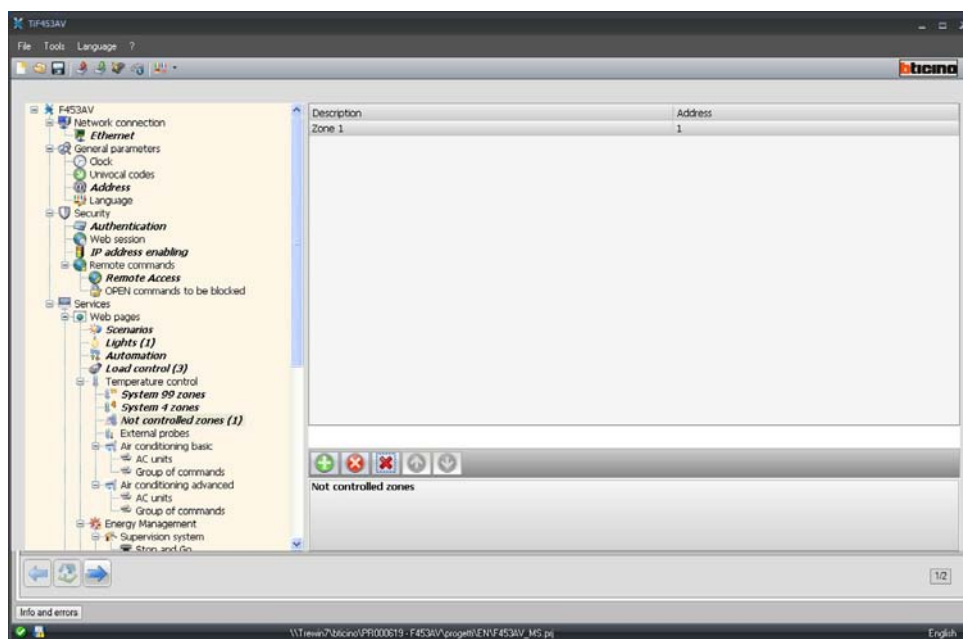 TiF453AV
File Tools Language ?
bticino
F453AV
Network connection
Ethernet
General parameters
Clock
Univocal codes
Address
Language
Security
Authentication
Web session
IP address enabling
Remote commands
Remote Access
OPEN commands to be blocked
Services
Web pages
Scenarios
Lights (1)
Automation
Load control (3)
Temperature control
System 99 zones
System 4 zones
Not controlled zones (1)
External probes
Air conditioning basic
AC units
Group of commands
Air conditioning advanced
AC units
Group of commands
Energy Management
Supervision system
Stop and Go
Description Address
Zone 1 1
Not controlled zones
1/2
Info and errors
\\Trewin7\bticino\PR000619 - F453AV\progetti\EN\F453AV_MS.prj English